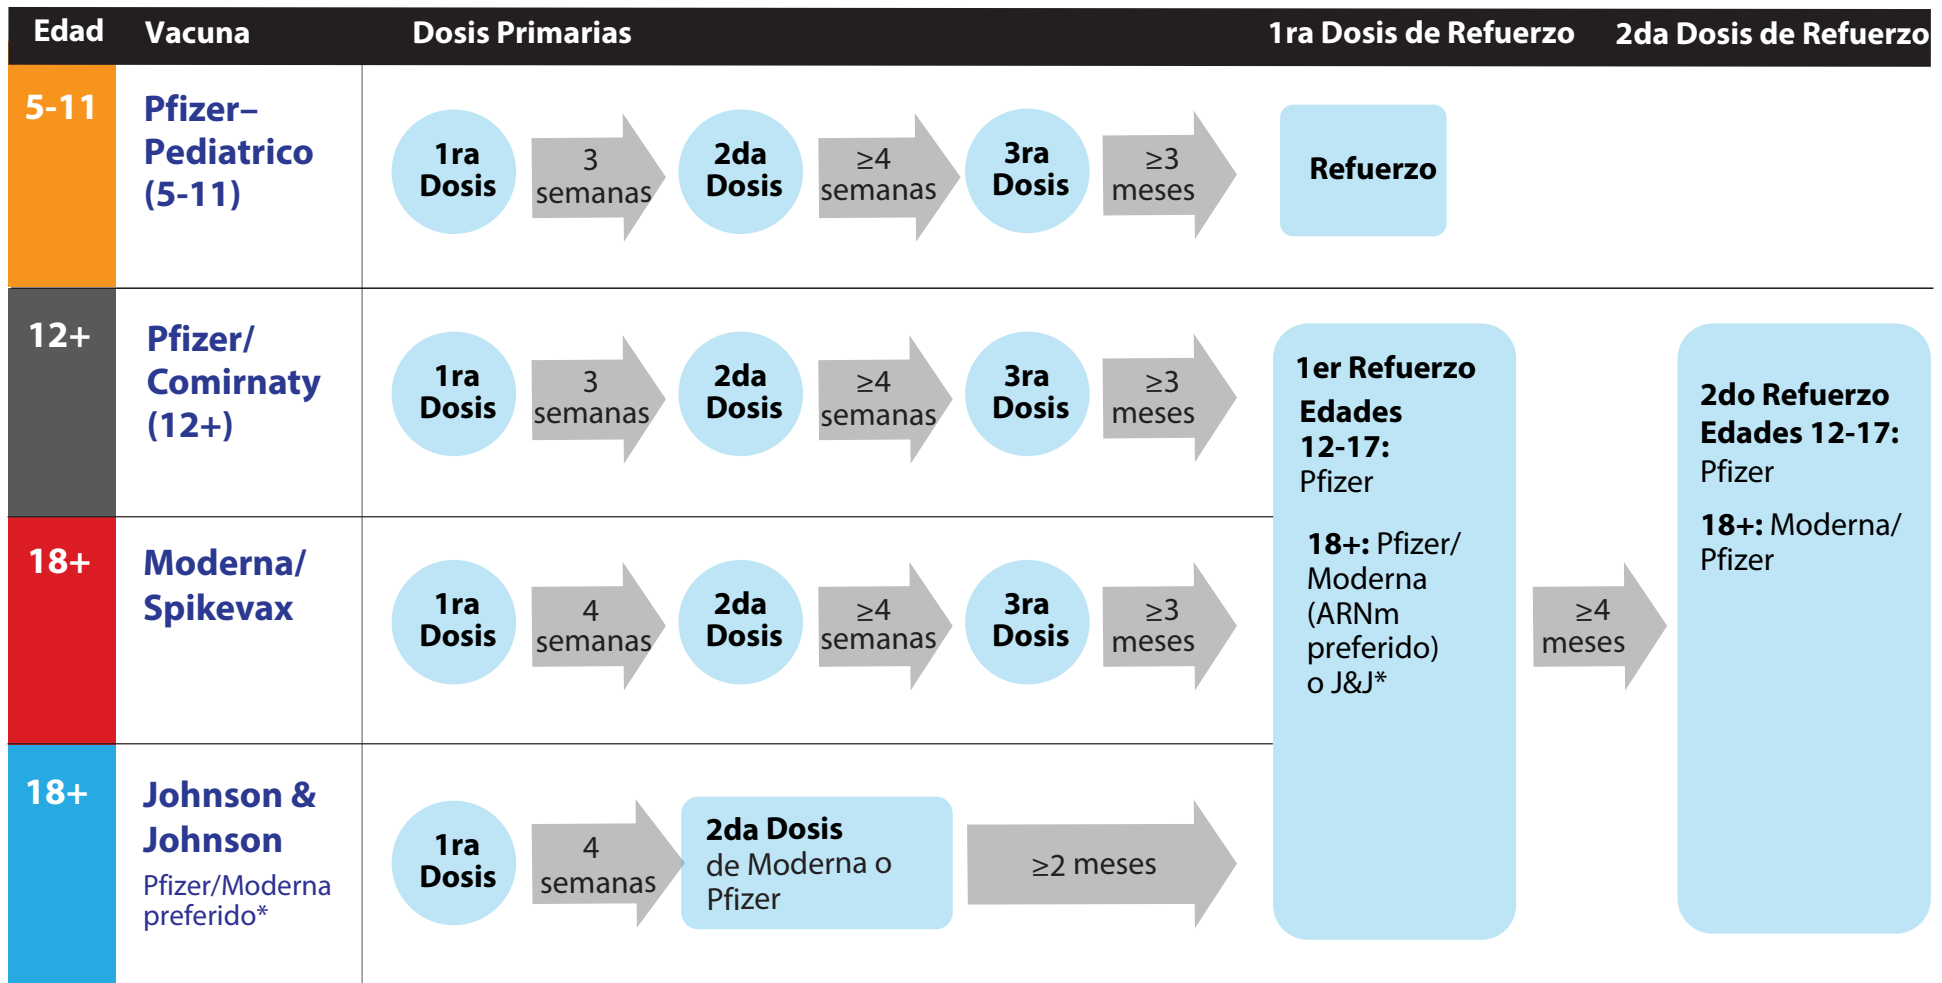 Edad Vacuna Dosis Primarias 1ra Dosis de Refuerzo 2da Dosis de Refuerzo
5-11
Pfizer–
Pediatrico
(5-11)
1ra
Dosis
3
semanas
2da
Dosis
≥4
semanas
3ra
Dosis
≥3
meses
Refuerzo
12+
Pfizer/
Comirnaty
(12+)
1ra
Dosis
3
semanas
2da
Dosis
≥4
semanas
3ra
Dosis
≥3
meses
18+
Moderna/
Spikevax
1ra
Dosis
4
semanas
2da
Dosis
≥4
semanas
3ra
Dosis
≥3
meses
18+
Johnson &
Johnson
Pfizer/Moderna
preferido*
1ra
Dosis
4
semanas
2da Dosis
de Moderna o
Pfizer
≥2 meses
1er Refuerzo
Edades
12-17:
Pfizer
18+: Pfizer/
Moderna
(ARNm
preferido)
o J&J*
≥4
meses
2do Refuerzo
Edades 12-17:
Pfizer
18+: Moderna/
Pfizer